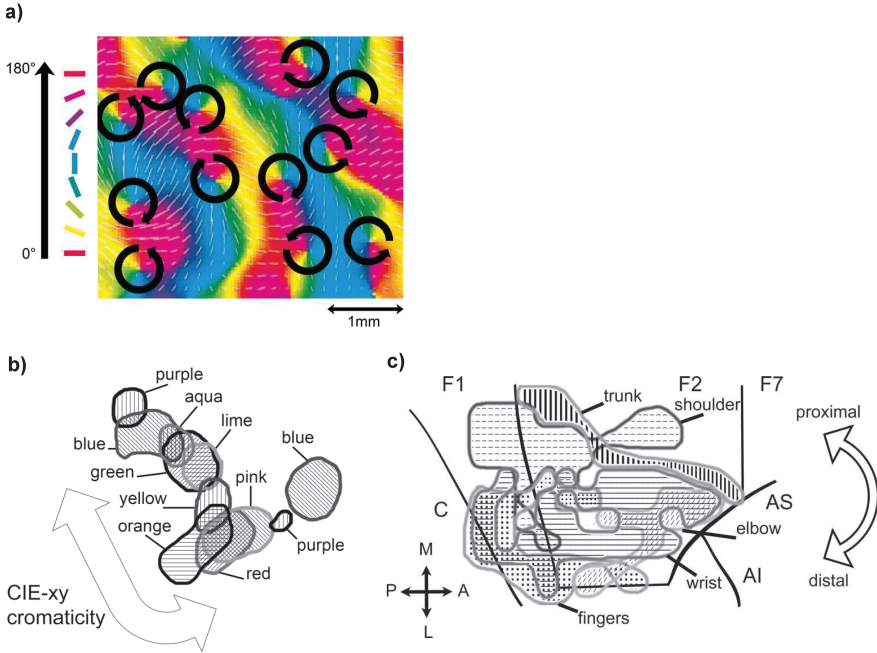 a)
180°
0°
1mm
b)
purple
aqua
lime
blue
blue
green
yellow
pink
orange
purple
red
CIE-xy
cromaticity
c)
F1
F2
F7
trunk
shoulder
proximal
C
AS
elbow
M
P
A
L
wrist
AI
distal
fingers